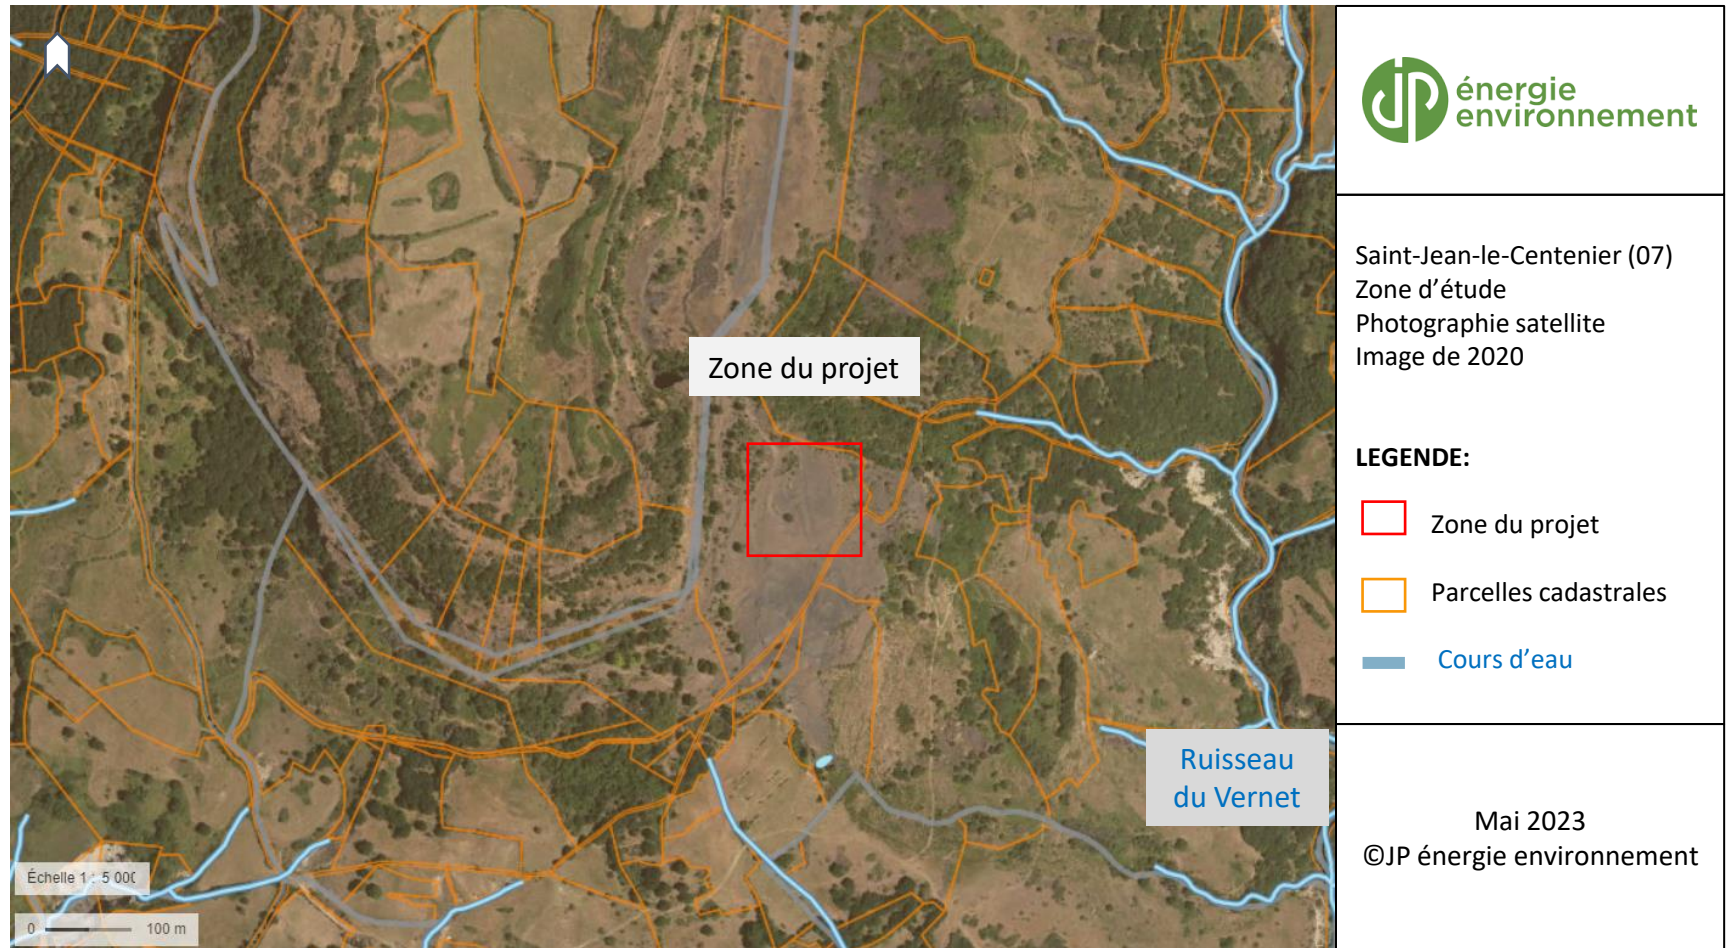 Zone du projet
Ruisseau
du Vernet
Échelle 1 : 5 000
0 100 m
JP énergie
environnement
Saint-Jean-le-Centenier (07)
Zone d’étude
Photographie satellite
Image de 2020
LEGENDE:
Zone du projet
Parcelles cadastrales
Cours d’eau
Mai 2023
©JP énergie environnement